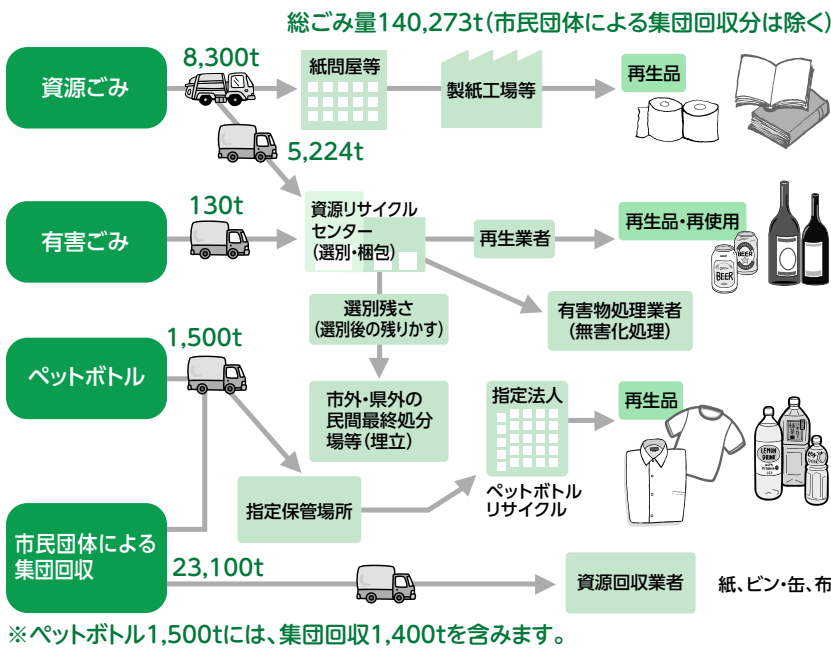 総ごみ量140,273t(市民団体による集団回収分は除く)
資源ごみ
8,300t
紙問屋等
製紙工場等
再生品
5,224t
有害ごみ
130t
資源リサイクル
センター
(選別・梱包)
再生業者
再生品・再使用
BEER
BEER
選別残さ
(選別後の残りかす)
有害物処理業者
(無害化処理)
ペットボトル
1,500t
市外・県外の
民間最終処分
場等(埋立)
指定法人
ペットボトル
リサイクル
再生品
LEMON
DRINK
指定保管場所
市民団体による
集団回収
23,100t
資源回収業者
紙、ビン・缶、布
※ペットボトル1,500tには、集団回収1,400tを含みます。